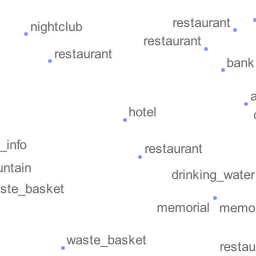 nightclub
restaurant
restaurant
restaurant
bank
a
hotel
_info
restaurant
untain
drinking_water
ste_basket
memorial
memo
waste_basket
restau